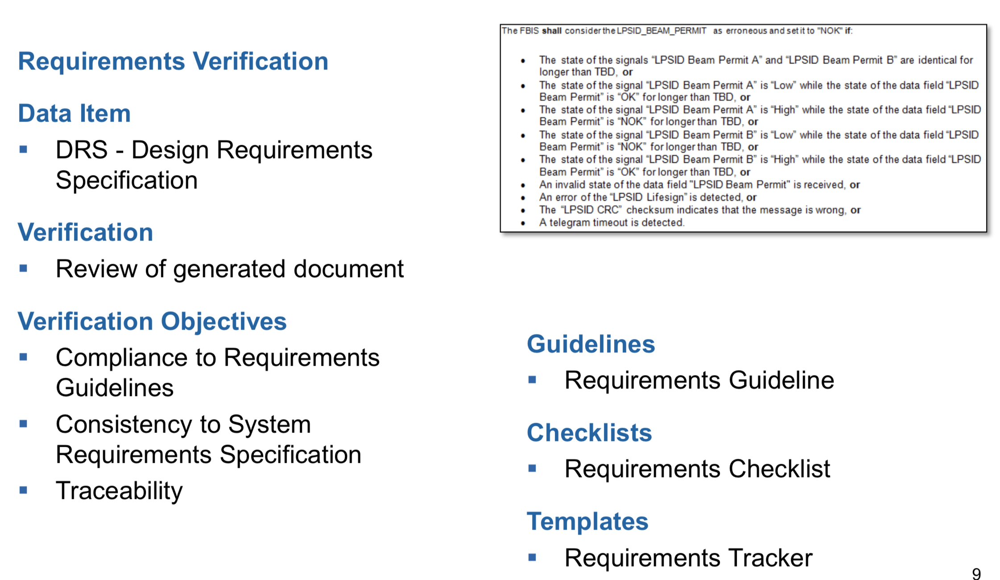 Requirements Verification
Data Item
▪ DRS - Design Requirements
Specification
Verification
▪ Review of generated document
Verification Objectives
▪ Compliance to Requirements
Guidelines
▪ Consistency to System
Requirements Specification
▪ Traceability
The FBIS shall consider the LPSID_BEAM_PERMIT as erroneous and set it to "NOK" if:
• The state of the signals “LPSID Beam Permit A” and “LPSID Beam Permit B” are identical for
longer than TBD, or
• The state of the signal “LPSID Beam Permit A” is “Low” while the state of the data field “LPSID
Beam Permit” is “OK” for longer than TBD, or
• The state of the signal “LPSID Beam Permit A” is “High” while the state of the data field “LPSID
Beam Permit” is “NOK” for longer than TBD, or
• The state of the signal “LPSID Beam Permit B” is “Low” while the state of the data field “LPSID
Beam Permit” is “NOK” for longer than TBD, or
• The state of the signal “LPSID Beam Permit B” is “High” while the state of the data field “LPSID
Beam Permit” is “OK” for longer than TBD, or
• An invalid state of the data field "LPSID Beam Permit" is received, or
• An error of the “LPSID Lifesign” is detected, or
• The “LPSID CRC” checksum indicates that the message is wrong, or
• A telegram timeout is detected.
Guidelines
▪ Requirements Guideline
Checklists
▪ Requirements Checklist
Templates
▪ Requirements Tracker
9